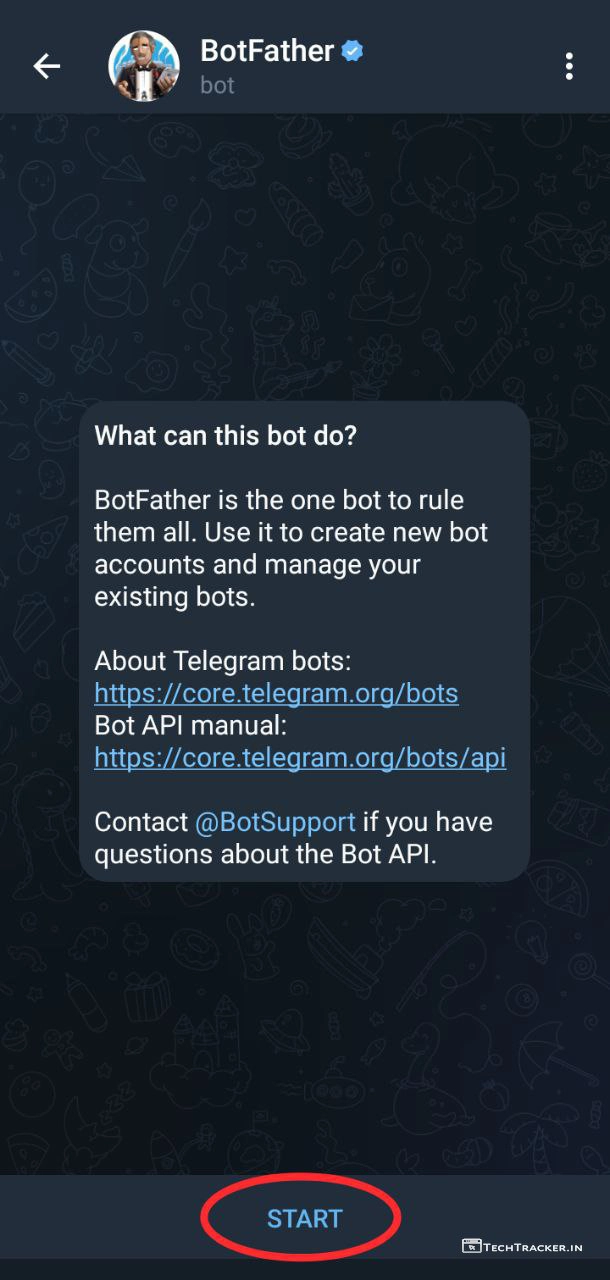 BotFather
bot
What can this bot do?
BotFather is the one bot to rule
them all. Use it to create new bot
accounts and manage your
existing bots.
About Telegram bots:
https://core.telegram.org/bots
Bot API manual:
https://core.telegram.org/bots/api
Contact @BotSupport if you have
questions about the Bot API.
START
TECHTRACKER.IN